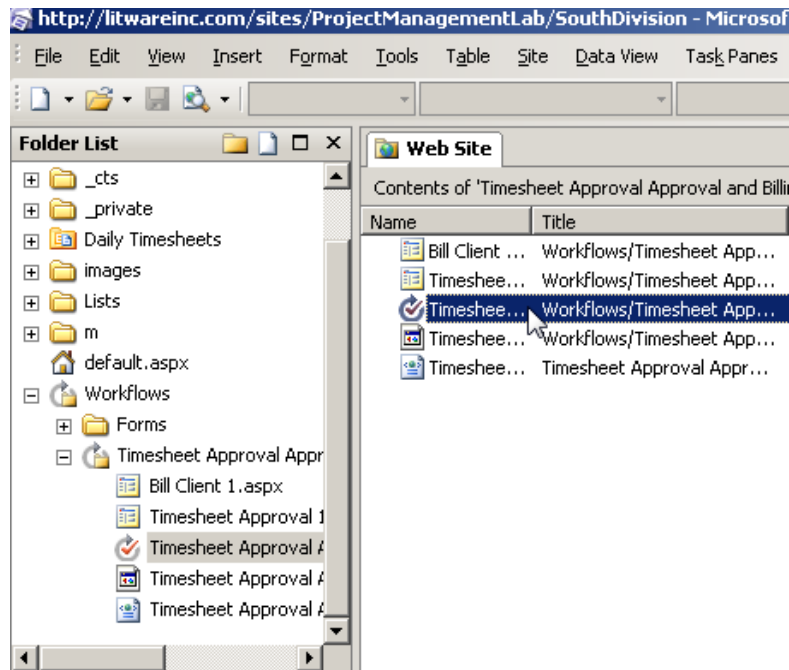 http://litwareinc.com/sites/ProjectManagementLab/SouthDivision - Microsof
File Edit View Insert Format Tools Table Site Data View Task Panes
Folder List
_cts
_private
Daily Timesheets
images
Lists
m
default.aspx
Workflows
Forms
Timesheet Approval Appr
Bill Client 1.aspx
Timesheet Approval 1
Timesheet Approval A
Timesheet Approval A
Timesheet Approval A
Web Site
Contents of 'Timesheet Approval Approval and Billi
Name Title
Bill Client ... Workflows/Timesheet App...
Timeshee... Workflows/Timesheet App...
Timeshee... Workflows/Timesheet App...
Timeshee... Workflows/Timesheet App...
Timeshee... Timesheet Approval Appr...